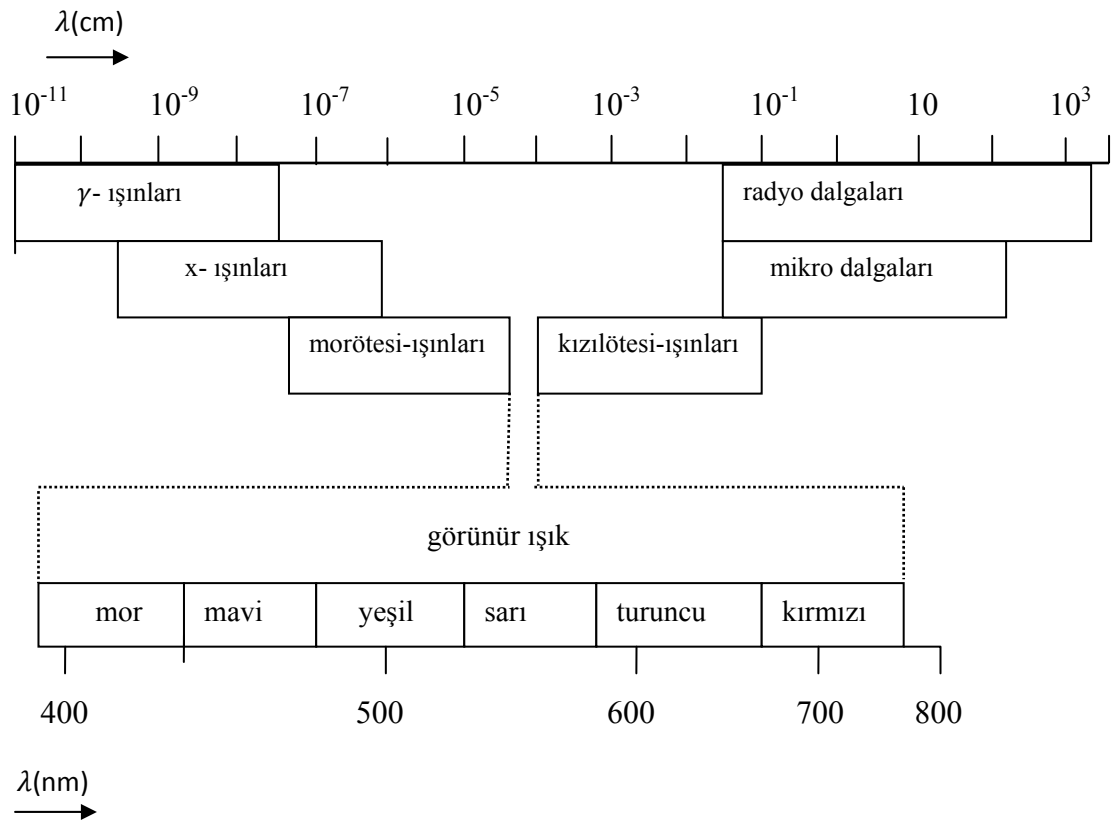 λ(cm)
10⁻¹¹ 10⁻⁹ 10⁻⁷ 10⁻⁵ 10⁻³ 10⁻¹ 10 10³
γ- ışınları radyo dalgaları
x- ışınları mikro dalgaları
morötesi-ışınları kızılötesi-ışınları
görünür ışık
mor mavi yeşil sarı turuncu kırmızı
400 500 600 700 800
λ(nm)